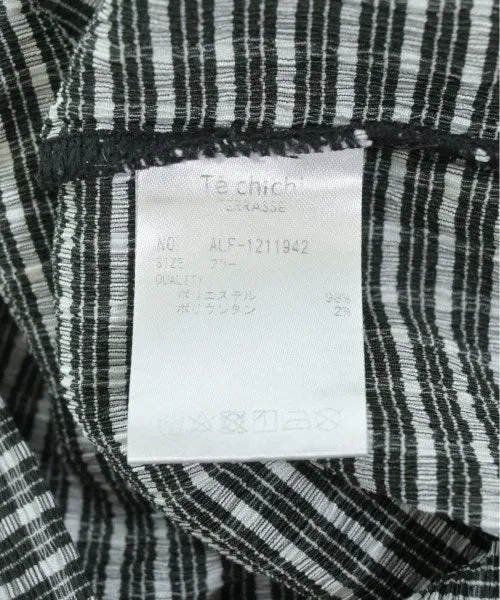 Te chichi
TERRASSE
NO. ALF-1211942
SIZE フリー
QUALITY
ポリエステル 98%
ポリウレタン 2%